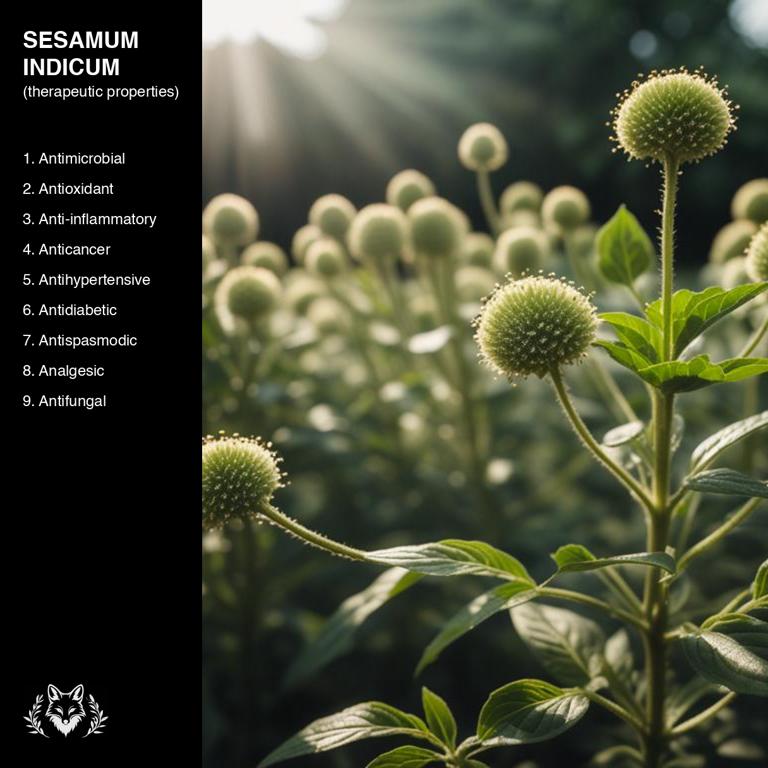 SESAMUM
INDICUM
(therapeutic properties)
1. Antimicrobial
2. Antioxidant
3. Anti-inflammatory
4. Anticancer
5. Antihypertensive
6. Antidiabetic
7. Antispasmodic
8. Analgesic
9. Antifungal